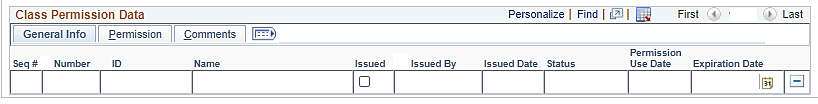 Class Permission Data Personalize | Find | | First Last
General Info Permission Comments
Seq # Number ID Name Issued Issued By Issued Date Status Permission Use Date Expiration Date
31